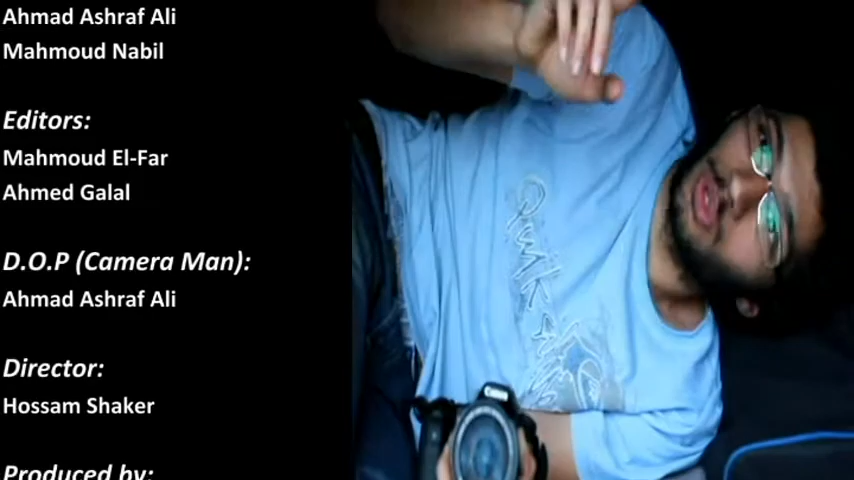 Ahmad Ashraf Ali
Mahmoud Nabil
Editors:
Mahmoud El-Far
Ahmed Galal
D.O.P (Camera Man):
Ahmad Ashraf Ali
Director:
Hossam Shaker
Produced by: